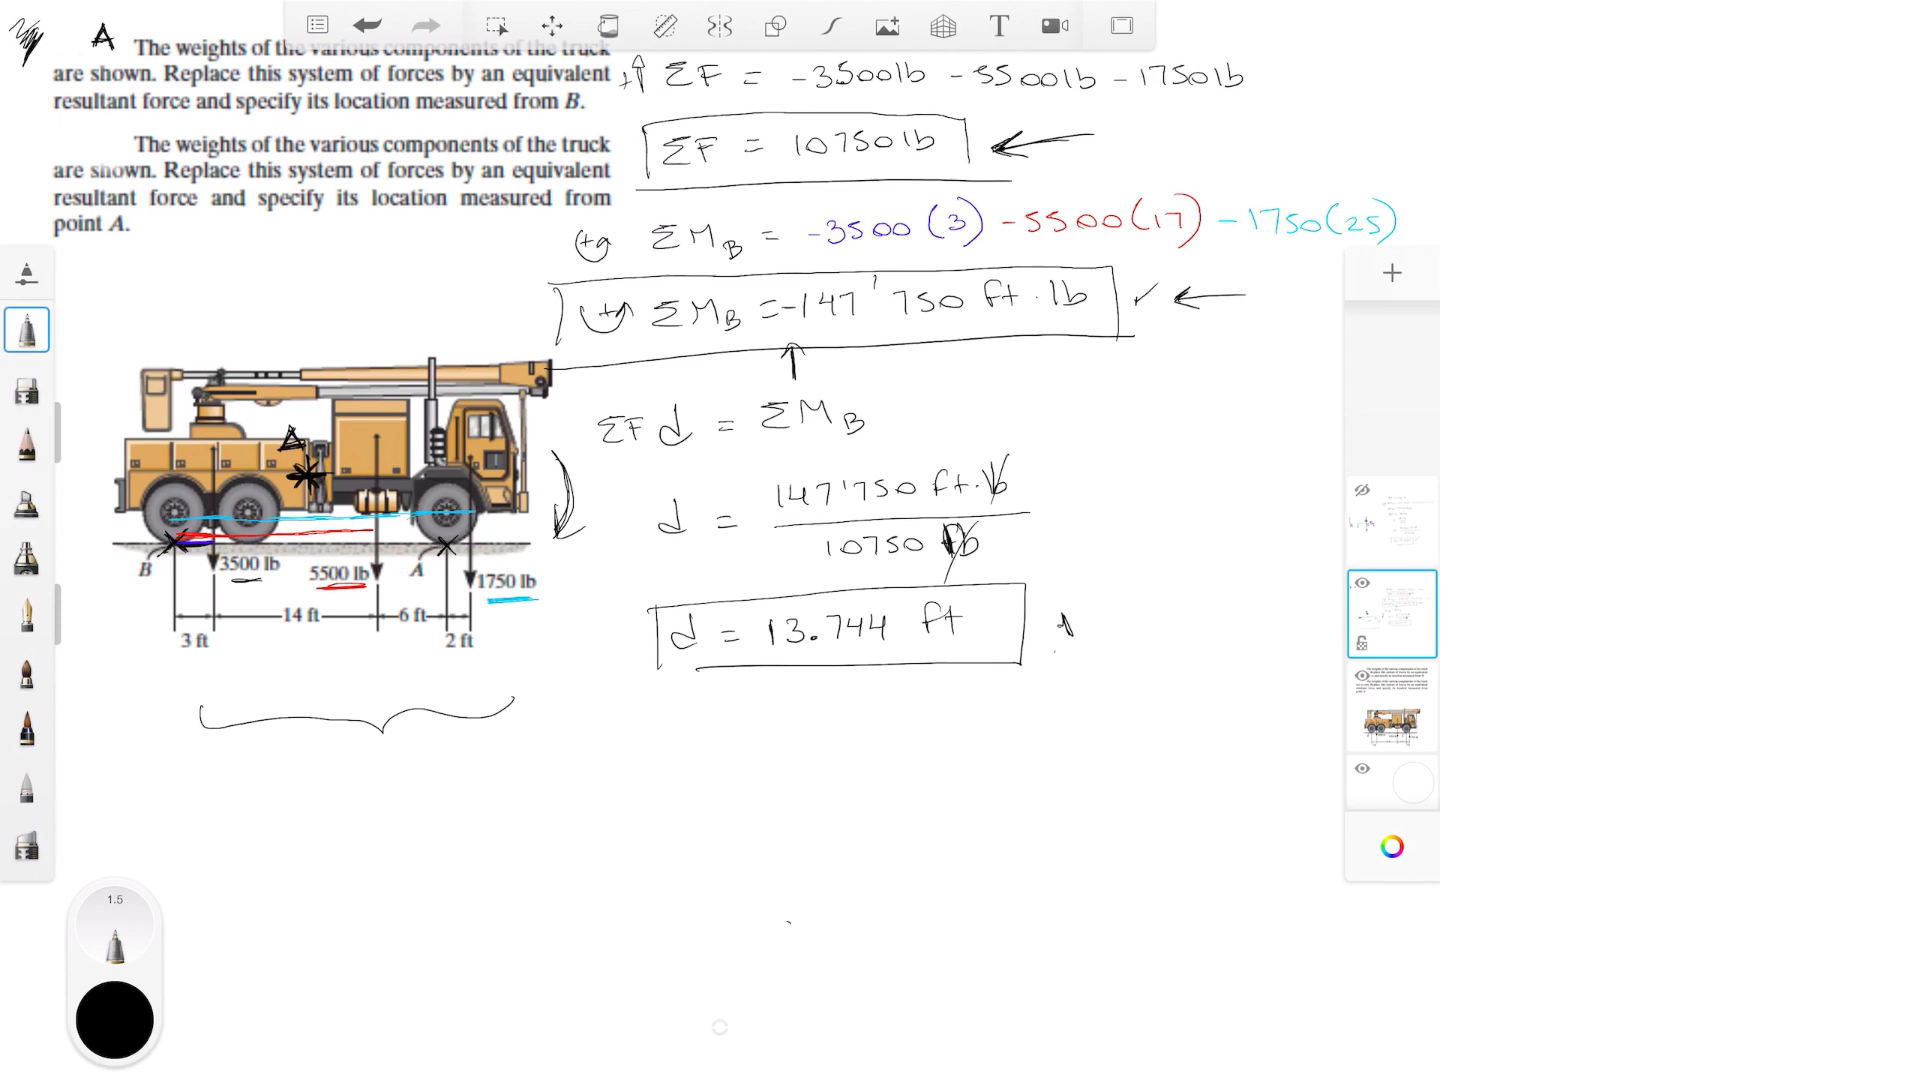 A
The weights of the various components of the truck
are shown. Replace this system of forces by an equivalent
resultant force and specify its location measured from B.
The weights of the various components of the truck
are shown. Replace this system of forces by an equivalent
resultant force and specify its location measured from
point A.
+↑ ΣF = -3500lb -5500lb -1750lb
ΣF = 10750lb
ΣM_B = -3500 (3) -5500(17) -1750(25)
ΣM_B = -147'750 ft·lb
ΣF d = ΣM_B
d = 147'750 ft·lb / 10750 lb
d = 13.744 ft
B
3500 lb
5500 lb
A
1750 lb
14 ft
6 ft
3 ft
2 ft
T
1.5